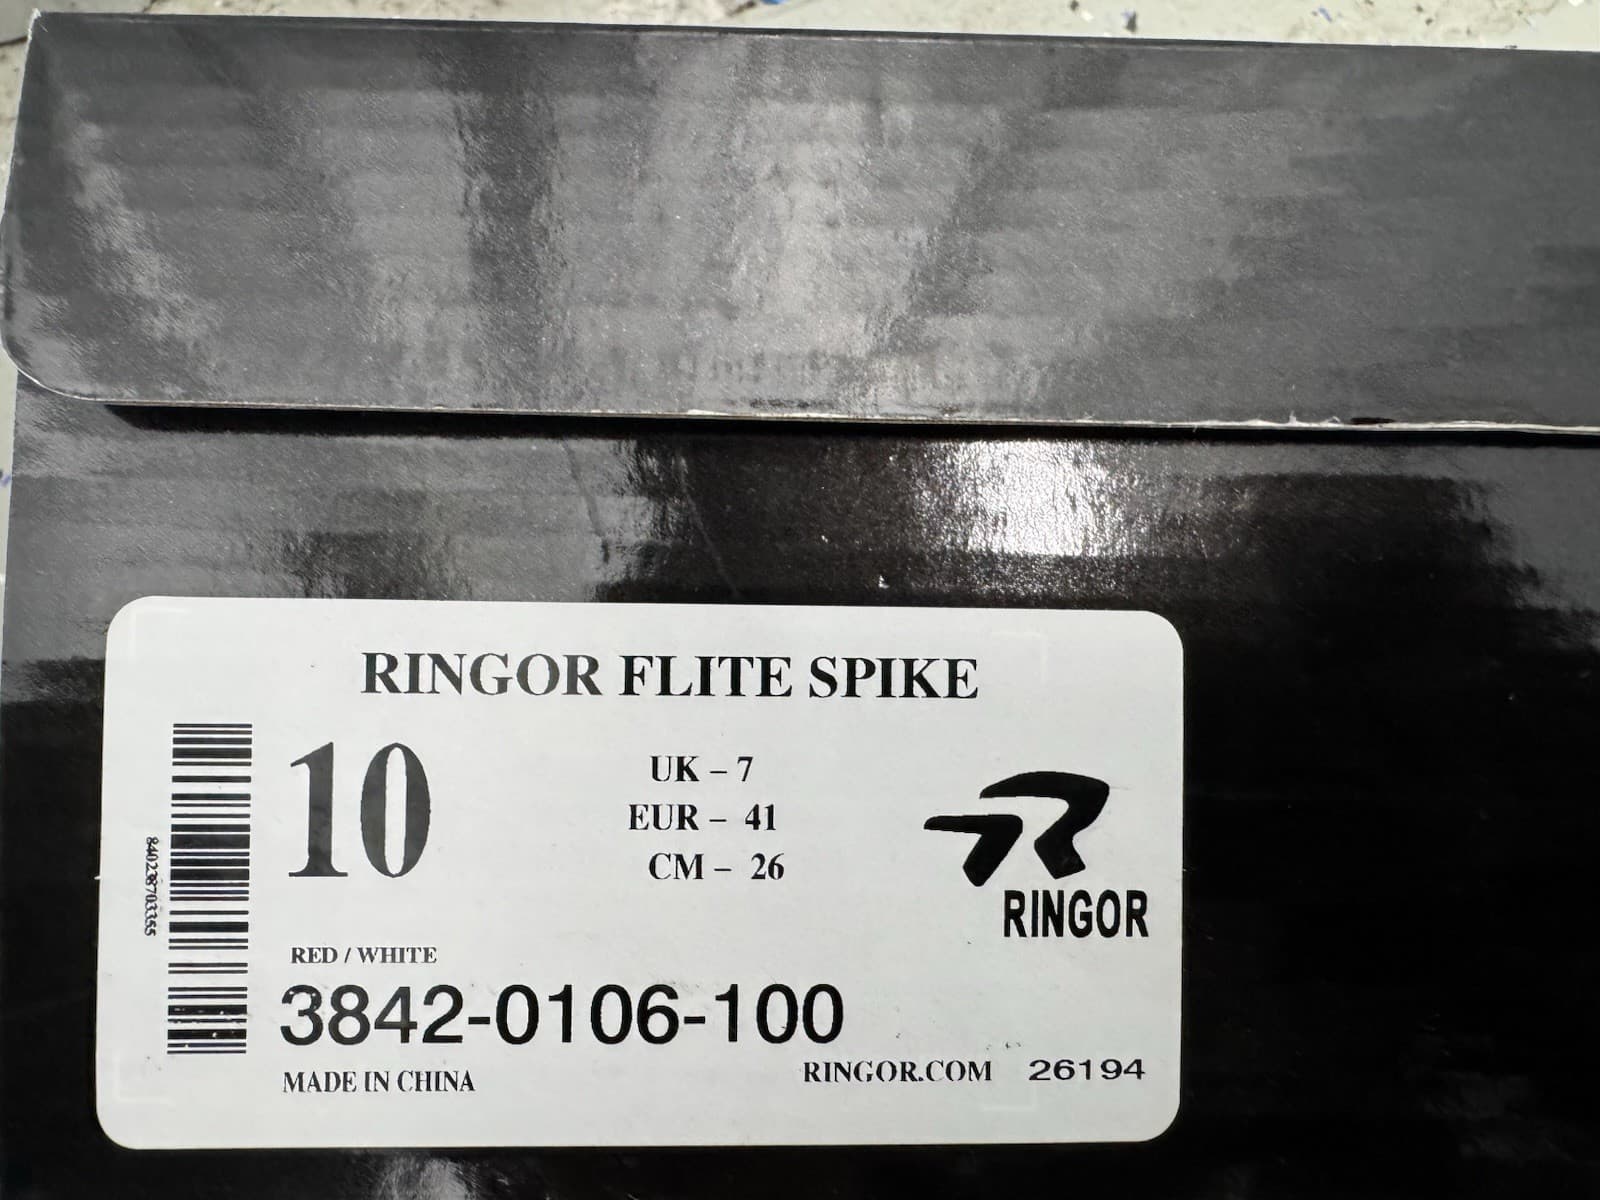 RINGOR FLITE SPIKE
10
UK – 7
EUR – 41
CM – 26
RINGOR
840238703355
RED / WHITE
3842-0106-100
MADE IN CHINA
RINGOR.COM 26194